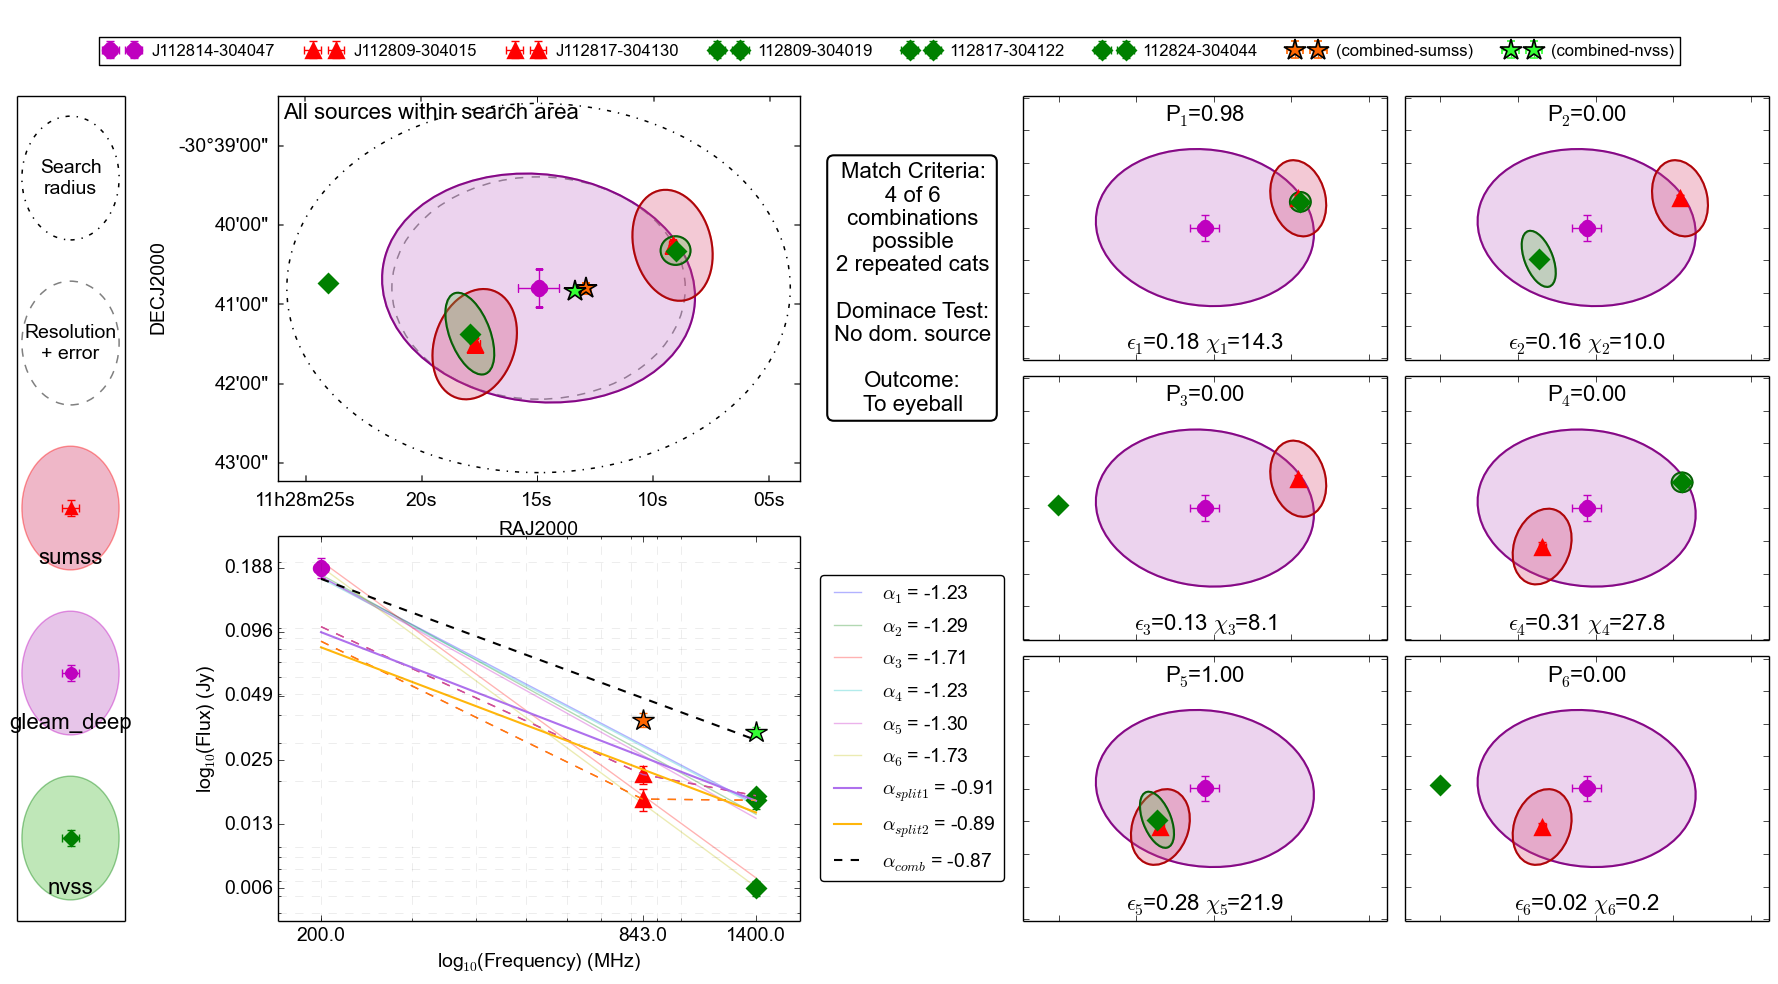 J112814-304047 J112809-304015 J112817-304130 112809-304019 112817-304122 112824-304044 (combined-sumss) (combined-nvss)
Search
radius
Resolution
+ error
sumss
gleam_deep
nvss
All sources within search area
DECJ2000
-30°39'00"
40'00"
41'00"
42'00"
43'00"
11h28m25s 20s 15s 10s 05s
RAJ2000
Match Criteria:
4 of 6
combinations
possible
2 repeated cats
Dominace Test:
No dom. source
Outcome:
To eyeball
log10(Flux) (Jy)
0.188
0.096
0.049
0.025
0.013
0.006
200.0 843.0 1400.0
log10(Frequency) (MHz)
α1 = -1.23
α2 = -1.29
α3 = -1.71
α4 = -1.23
α5 = -1.30
α6 = -1.73
αsplit1 = -0.91
αsplit2 = -0.89
αcomb = -0.87
P1=0.98
ϵ1=0.18 χ1=14.3
P2=0.00
ϵ2=0.16 χ2=10.0
P3=0.00
ϵ3=0.13 χ3=8.1
P4=0.00
ϵ4=0.31 χ4=27.8
P5=1.00
ϵ5=0.28 χ5=21.9
P6=0.00
ϵ6=0.02 χ6=0.2